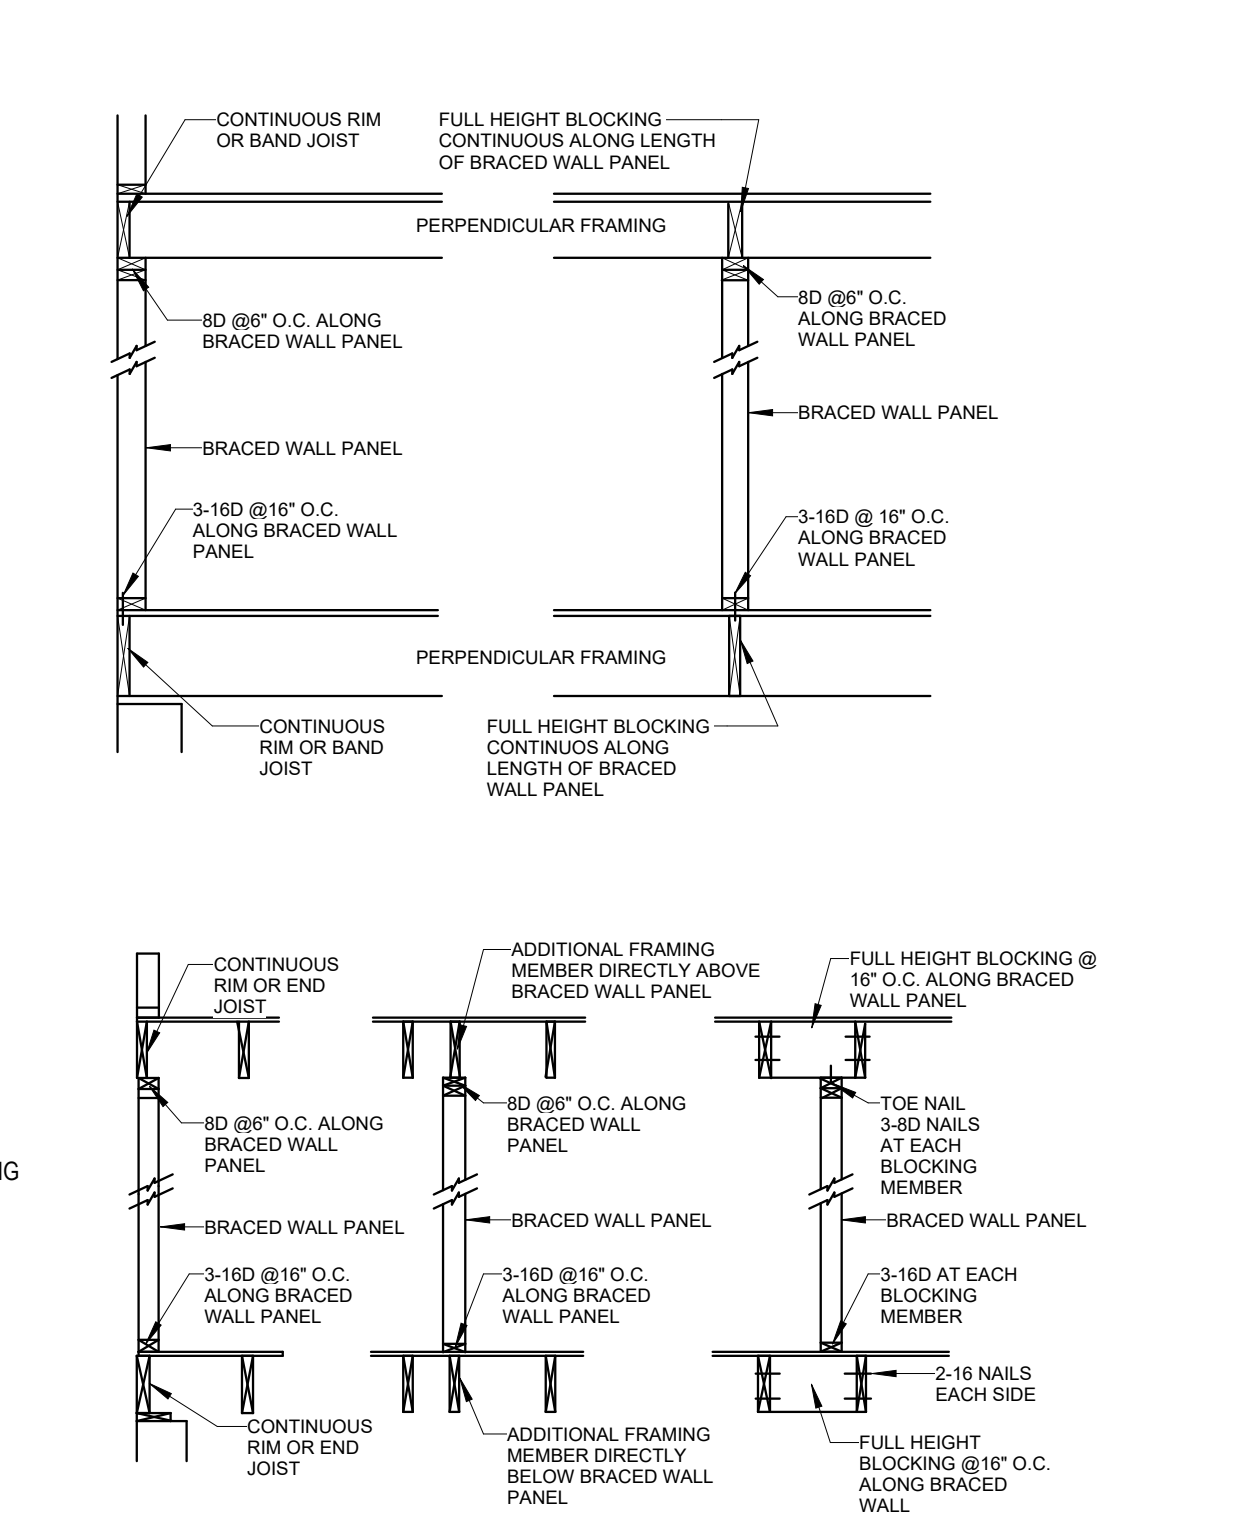 CONTINUOUS RIM
OR BAND JOIST
FULL HEIGHT BLOCKING
CONTINUOUS ALONG LENGTH
OF BRACED WALL PANEL
PERPENDICULAR FRAMING
8D @6" O.C. ALONG
BRACED WALL PANEL
8D @6" O.C.
ALONG BRACED
WALL PANEL
BRACED WALL PANEL
BRACED WALL PANEL
3-16D @16" O.C.
ALONG BRACED WALL
PANEL
3-16D @ 16" O.C.
ALONG BRACED
WALL PANEL
PERPENDICULAR FRAMING
CONTINUOUS
RIM OR BAND
JOIST
FULL HEIGHT BLOCKING
CONTINUOS ALONG
LENGTH OF BRACED
WALL PANEL
CONTINUOUS
RIM OR END
JOIST
ADDITIONAL FRAMING
MEMBER DIRECTLY ABOVE
BRACED WALL PANEL
FULL HEIGHT BLOCKING @
16" O.C. ALONG BRACED
WALL PANEL
8D @6" O.C. ALONG
BRACED WALL
PANEL
8D @6" O.C. ALONG
BRACED WALL
PANEL
TOE NAIL
3-8D NAILS
AT EACH
BLOCKING
MEMBER
BRACED WALL PANEL
BRACED WALL PANEL
BRACED WALL PANEL
3-16D @16" O.C.
ALONG BRACED
WALL PANEL
3-16D @16" O.C.
ALONG BRACED
WALL PANEL
3-16D AT EACH
BLOCKING
MEMBER
2-16 NAILS
EACH SIDE
CONTINUOUS
RIM OR END
JOIST
ADDITIONAL FRAMING
MEMBER DIRECTLY
BELOW BRACED WALL
PANEL
FULL HEIGHT
BLOCKING @16" O.C.
ALONG BRACED
WALL